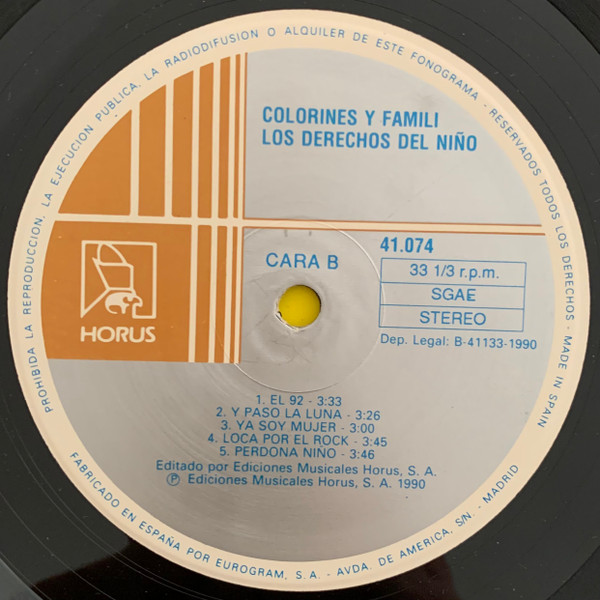 COLORINES Y FAMILI
LOS DERECHOS DEL NIÑO
41.074
CARA B
33 1/3 r.p.m.
SGAE
STEREO
Dep. Legal: B-41133-1990
HORUS
1. EL 92 - 3:33
2. Y PASO LA LUNA - 3:26
3. YA SOY MUJER - 3:00
4. LOCA POR EL ROCK - 3:45
5. PERDONA NIÑO - 3:46
Editado por Ediciones Musicales Horus, S. A.
Ⓟ Ediciones Musicales Horus, S. A. 1990
PROHIBIDA LA REPRODUCCION, LA EJECUCION PUBLICA, LA RADIODIFUSION O ALQUILER DE ESTE FONOGRAMA - RESERVADOS TODOS LOS DERECHOS - MADE IN SPAIN
FABRICADO EN ESPAÑA POR EUROGRAM, S.A. - AVDA. DE AMERICA, S/N - MADRID